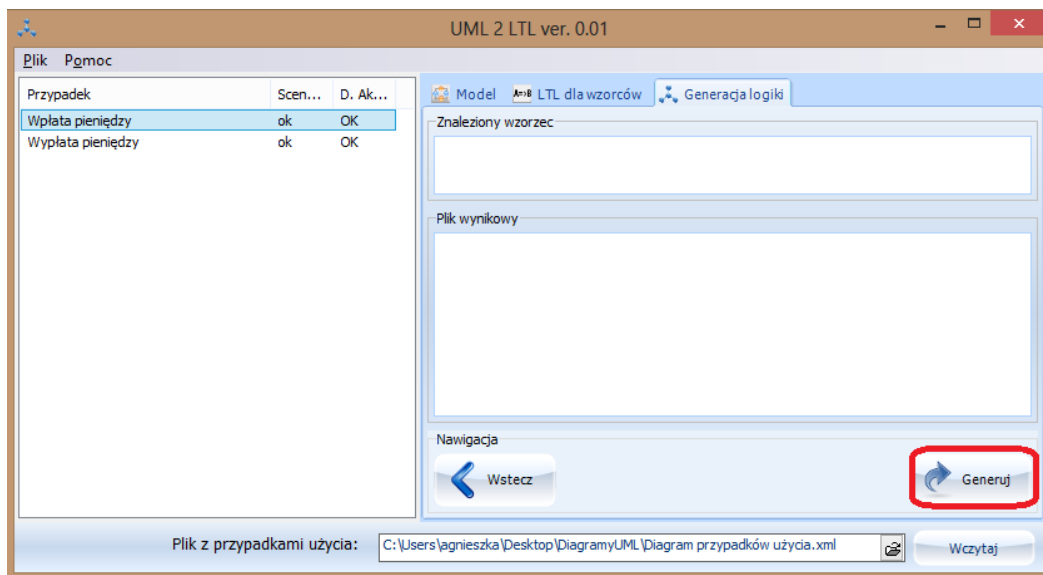 UML 2 LTL ver. 0.01
Plik Pomoc
Przypadek Scen... D. Ak...
Wpłata pieniędzy ok OK
Wypłata pieniędzy ok OK
Model A=>B LTL dla wzorców Generacja logiki
Znaleziony wzorzec
Plik wynikowy
Nawigacja
Wstecz Generuj
Plik z przypadkami użycia: C:\Users\agnieszka\Desktop\DiagramyUML\Diagram przypadków użycia.xml Wczytaj